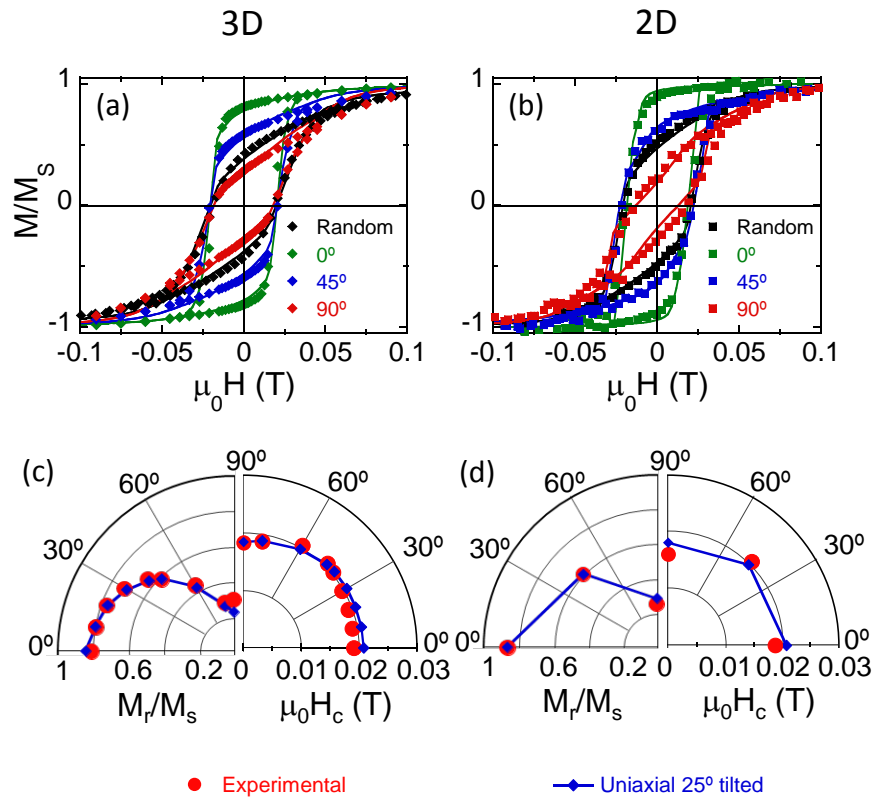 3D
2D
(a)
1
0
-1
M/M_S
Random
0º
45º
90º
-0.1 -0.05 0 0.05 0.1
μ₀H (T)
(b)
1
0
-1
Random
0º
45º
90º
-0.1 -0.05 0 0.05 0.1
μ₀H (T)
(c)
90º
60º 60º
30º 30º
0º 0º
1 0.6 0.2 0 0.01 0.02 0.03
M_r/M_s μ₀H_c (T)
(d)
90º
60º 60º
30º 30º
0º 0º
1 0.6 0.2 0 0.01 0.02 0.03
M_r/M_s μ₀H_c (T)
Experimental Uniaxial 25º tilted